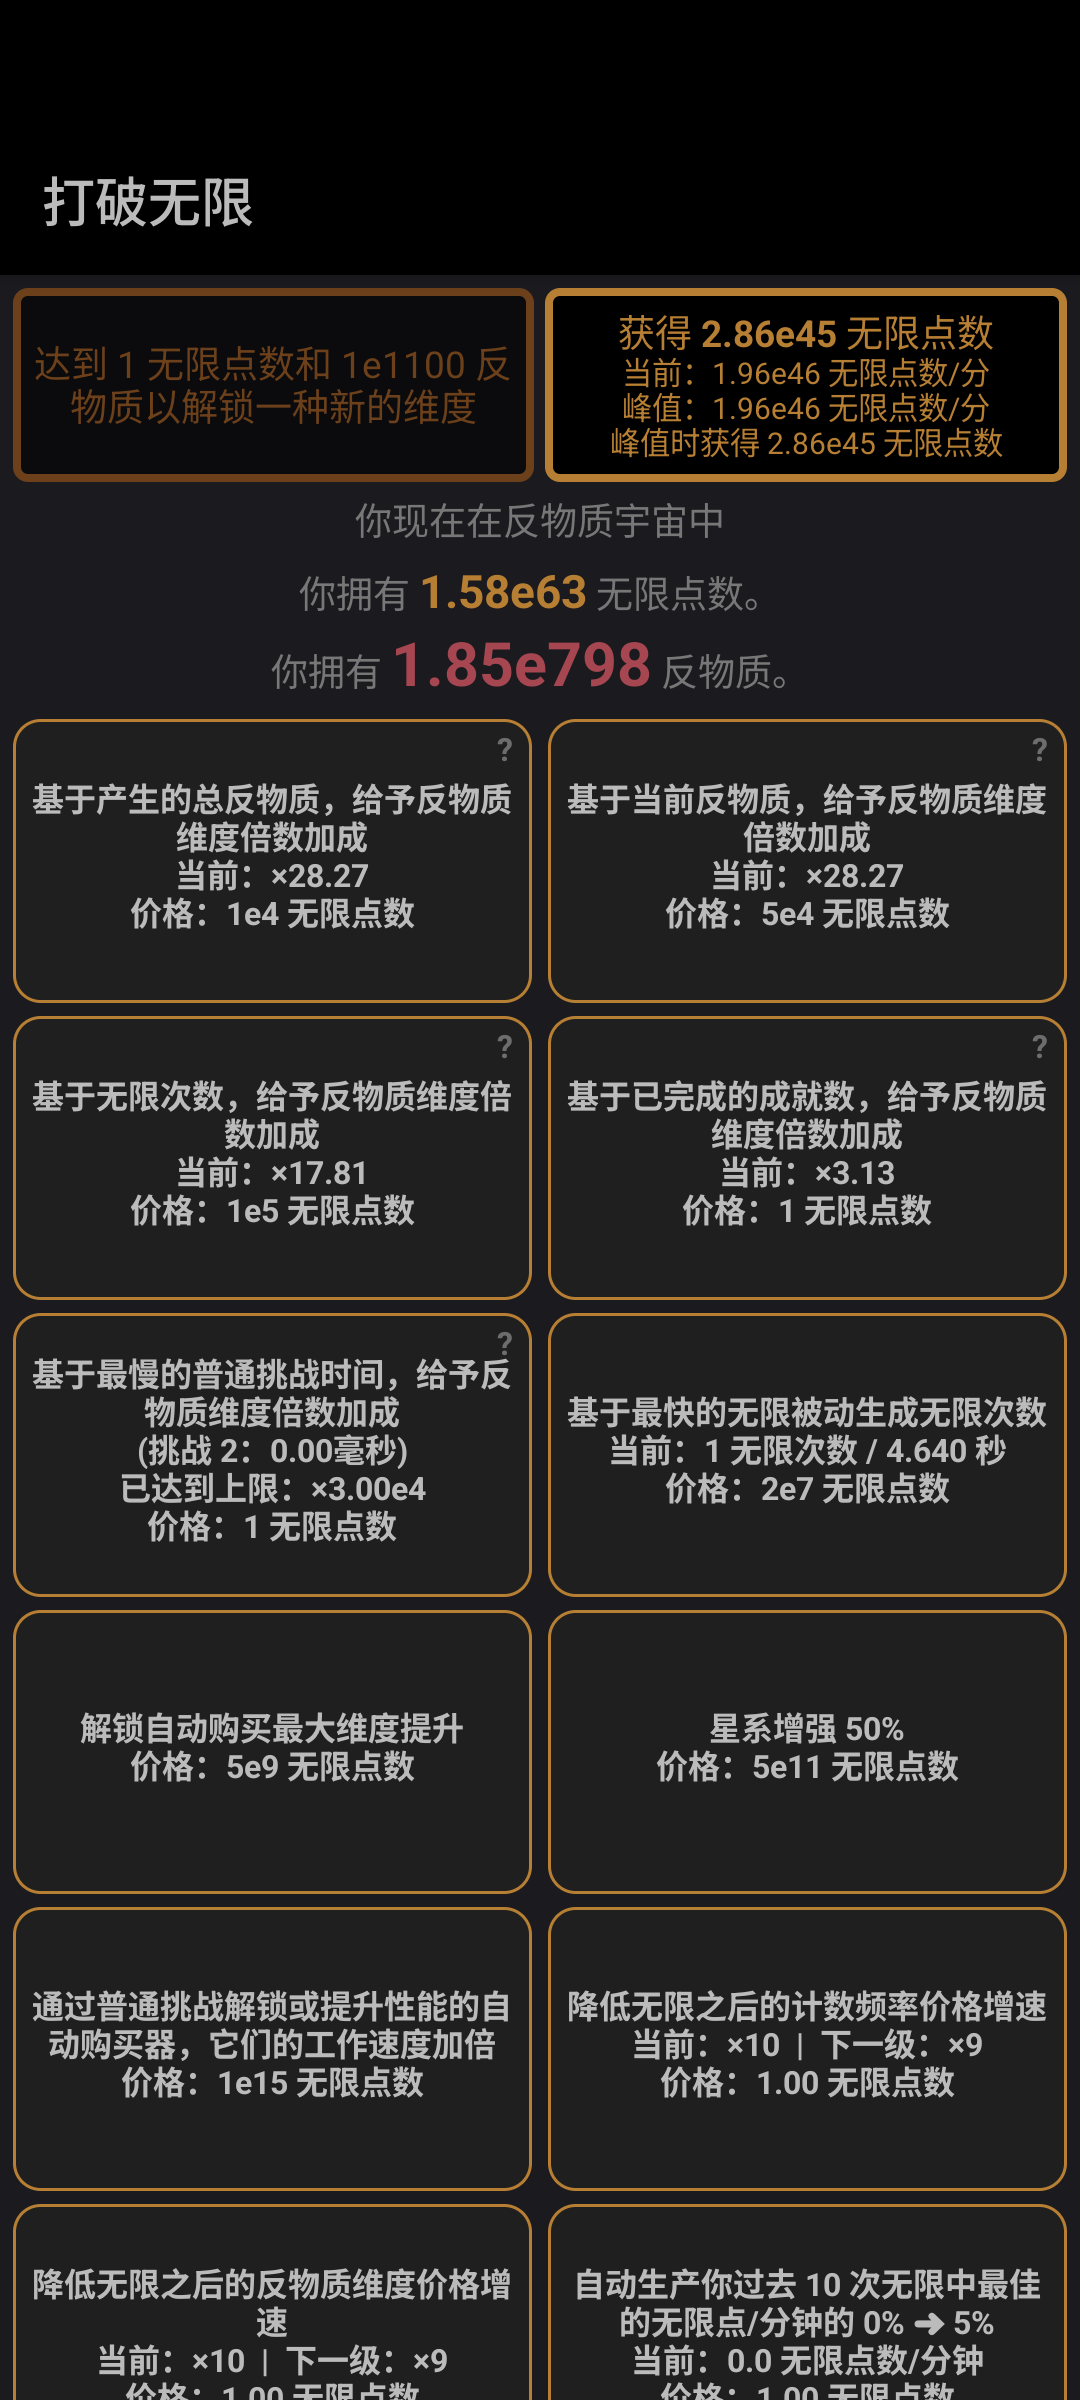 打破无限
达到 1 无限点数和 1e1100 反
物质以解锁一种新的维度
获得 2.86e45 无限点数
当前：1.96e46 无限点数/分
峰值：1.96e46 无限点数/分
峰值时获得 2.86e45 无限点数
你现在在反物质宇宙中
你拥有 1.58e63 无限点数。
你拥有 1.85e798 反物质。
?
基于产生的总反物质，给予反物质
维度倍数加成
当前：×28.27
价格：1e4 无限点数
?
基于当前反物质，给予反物质维度
倍数加成
当前：×28.27
价格：5e4 无限点数
?
基于无限次数，给予反物质维度倍
数加成
当前：×17.81
价格：1e5 无限点数
?
基于已完成的成就数，给予反物质
维度倍数加成
当前：×3.13
价格：1 无限点数
?
基于最慢的普通挑战时间，给予反
物质维度倍数加成
(挑战 2：0.00毫秒)
已达到上限：×3.00e4
价格：1 无限点数
基于最快的无限被动生成无限次数
当前：1 无限次数 / 4.640 秒
价格：2e7 无限点数
解锁自动购买最大维度提升
价格：5e9 无限点数
星系增强 50%
价格：5e11 无限点数
通过普通挑战解锁或提升性能的自
动购买器，它们的工作速度加倍
价格：1e15 无限点数
降低无限之后的计数频率价格增速
当前：×10 | 下一级：×9
价格：1.00 无限点数
降低无限之后的反物质维度价格增
速
当前：×10 | 下一级：×9
价格：1.00 无限点数
自动生产你过去 10 次无限中最佳
的无限点/分钟的 0% ➜ 5%
当前：0.0 无限点数/分钟
价格：1.00 无限点数